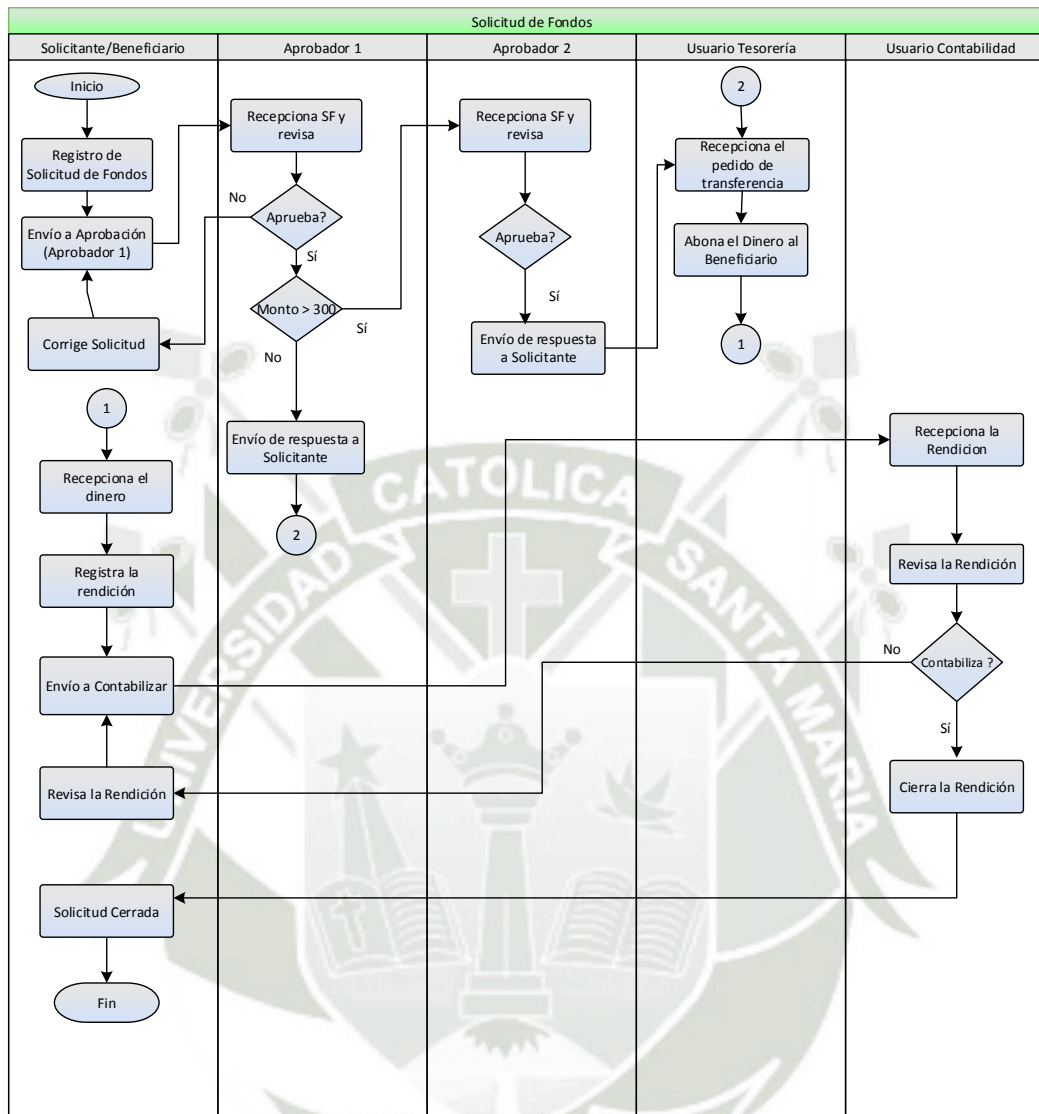 Solicitud de Fondos
Solicitante/Beneficiario
Aprobador 1
Aprobador 2
Usuario Tesorería
Usuario Contabilidad
Inicio
Registro de
Solicitud de Fondos
Envío a Aprobación
(Aprobador 1)
Corrige Solicitud
1
Recepciona el
dinero
Registra la
rendición
Envío a Contabilizar
Revisa la Rendición
Solicitud Cerrada
Fin
Recepciona SF y
revisa
No
Aprueba?
Sí
Monto > 300
Sí
No
Envío de respuesta a
Solicitante
2
Recepciona SF y
revisa
Aprueba?
Sí
Envío de respuesta
a Solicitante
2
Recepciona el
pedido de
transferencia
Abona el Dinero al
Beneficiario
1
Recepciona la
Rendicion
Revisa la Rendición
No
Contabiliza ?
Sí
Cierra la Rendición
UNIVERSIDAD
CATOLICA
SANTA MARIA